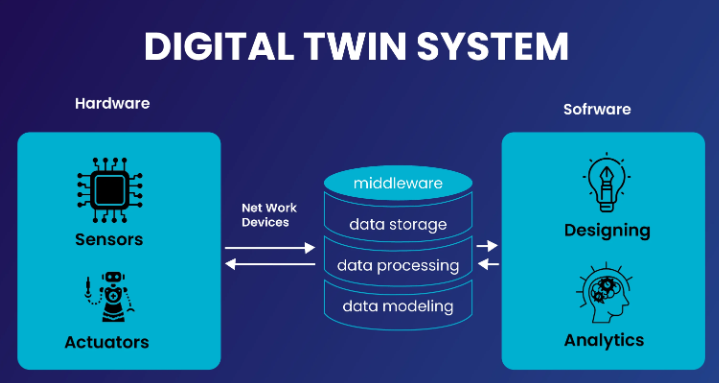 DIGITAL TWIN SYSTEM
Hardware
Sensors
Actuators
Net Work
Devices
middleware
data storage
data processing
data modeling
Sofrware
Designing
Analytics